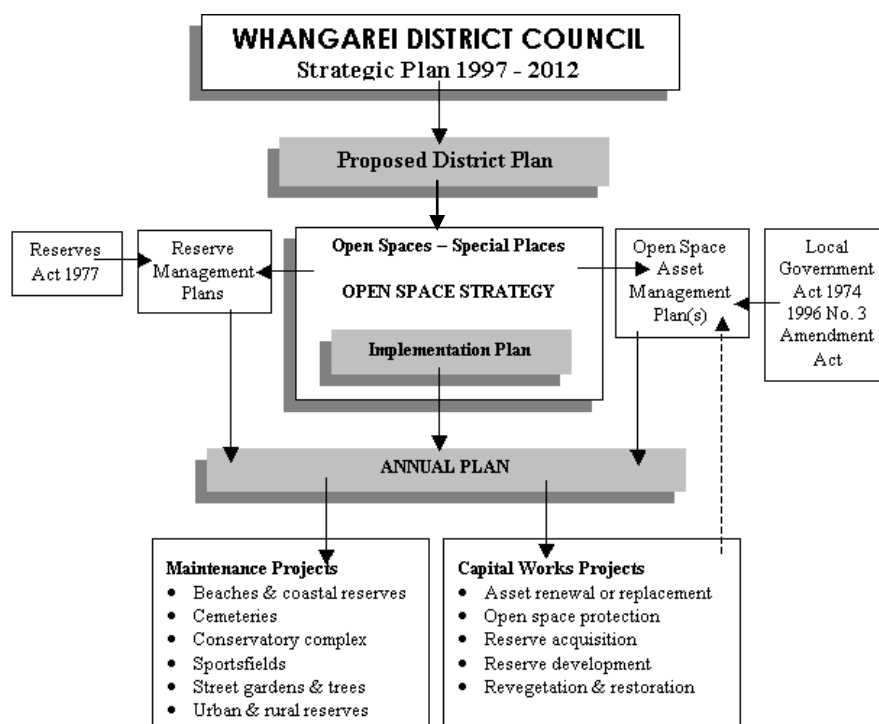 WHANGAREI DISTRICT COUNCIL
Strategic Plan 1997 - 2012
Proposed District Plan
Reserves
Act 1977
Reserve
Management
Plans
Open Spaces – Special Places
OPEN SPACE STRATEGY
Implementation Plan
Open Space
Asset
Management
Plan(s)
Local
Government
Act 1974
1996 No. 3
Amendment
Act
ANNUAL PLAN
Maintenance Projects
• Beaches & coastal reserves
• Cemeteries
• Conservatory complex
• Sportsfields
• Street gardens & trees
• Urban & rural reserves
Capital Works Projects
• Asset renewal or replacement
• Open space protection
• Reserve acquisition
• Reserve development
• Revegetation & restoration